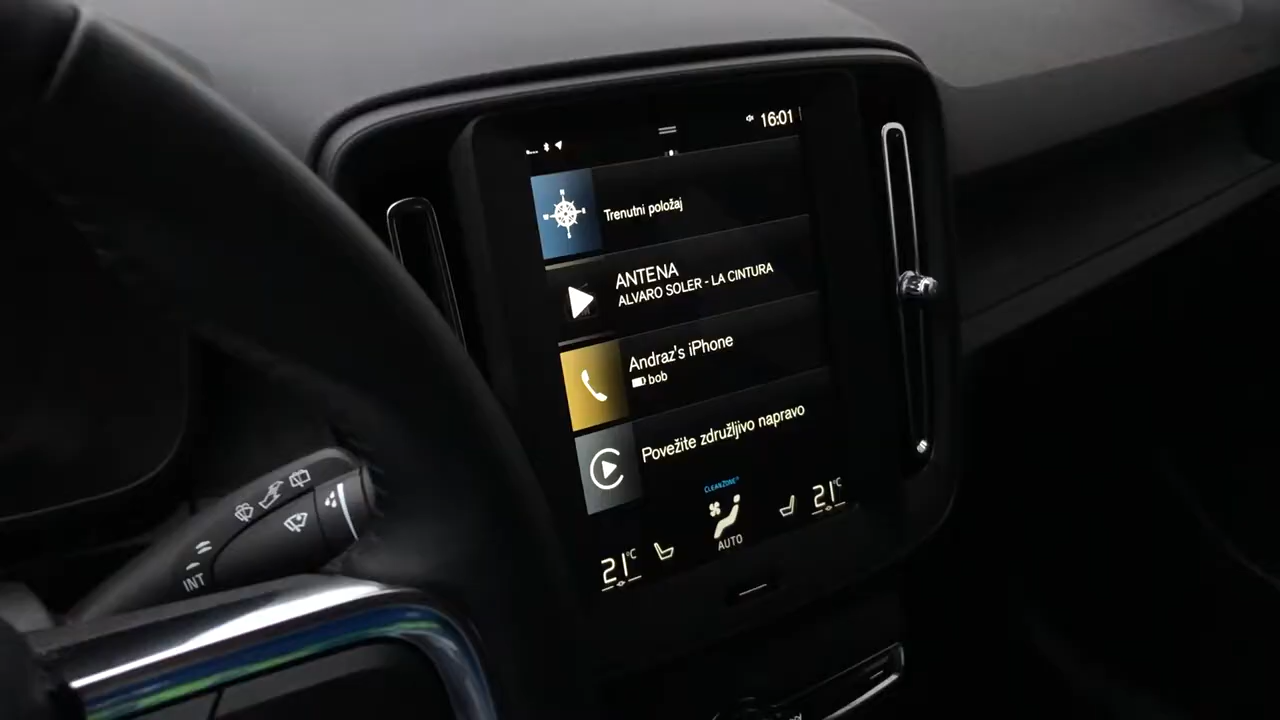 16:01
Trenutni položaj
ANTENA
ALVARO SOLER - LA CINTURA
Andraz's iPhone
bob
Povežite združljivo napravo
CLEANZONE
AUTO
21°C
21°C
INT